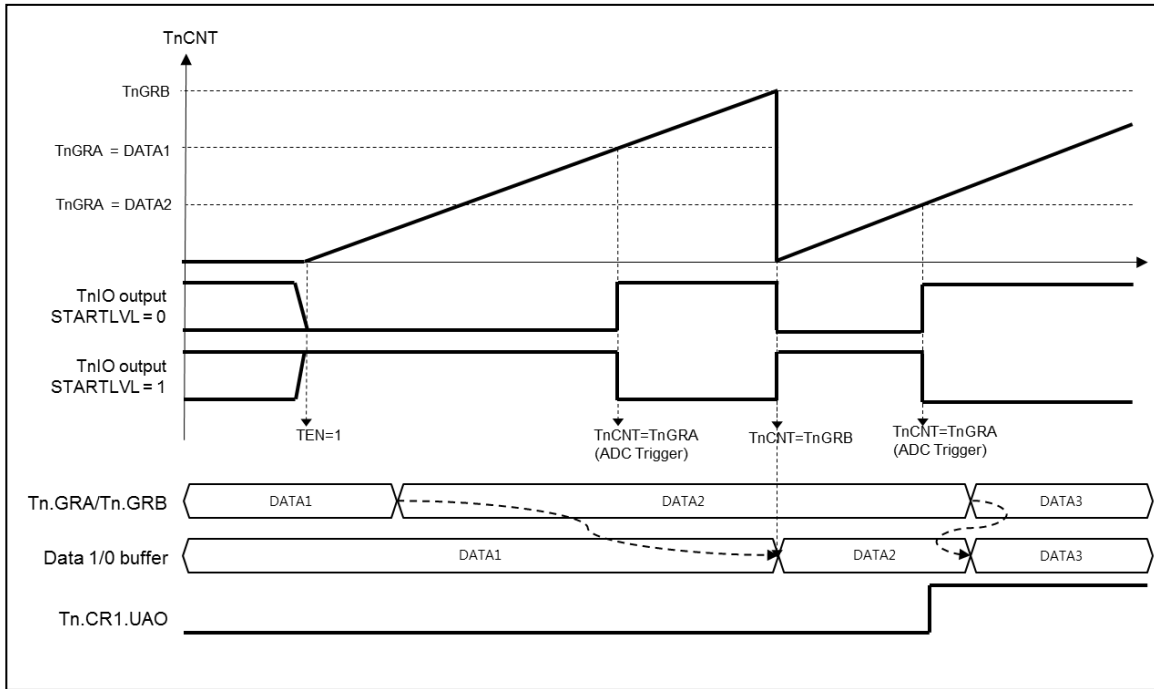 TnCNT
TnGRB
TnGRA = DATA1
TnGRA = DATA2
TnIO output
STARTLVL = 0
TnIO output
STARTLVL = 1
TEN=1
TnCNT=TnGRA
(ADC Trigger)
TnCNT=TnGRB
TnCNT=TnGRA
(ADC Trigger)
Tn.GRA/Tn.GRB
DATA1
DATA2
DATA3
Data 1/0 buffer
DATA1
DATA2
DATA3
Tn.CR1.UAO